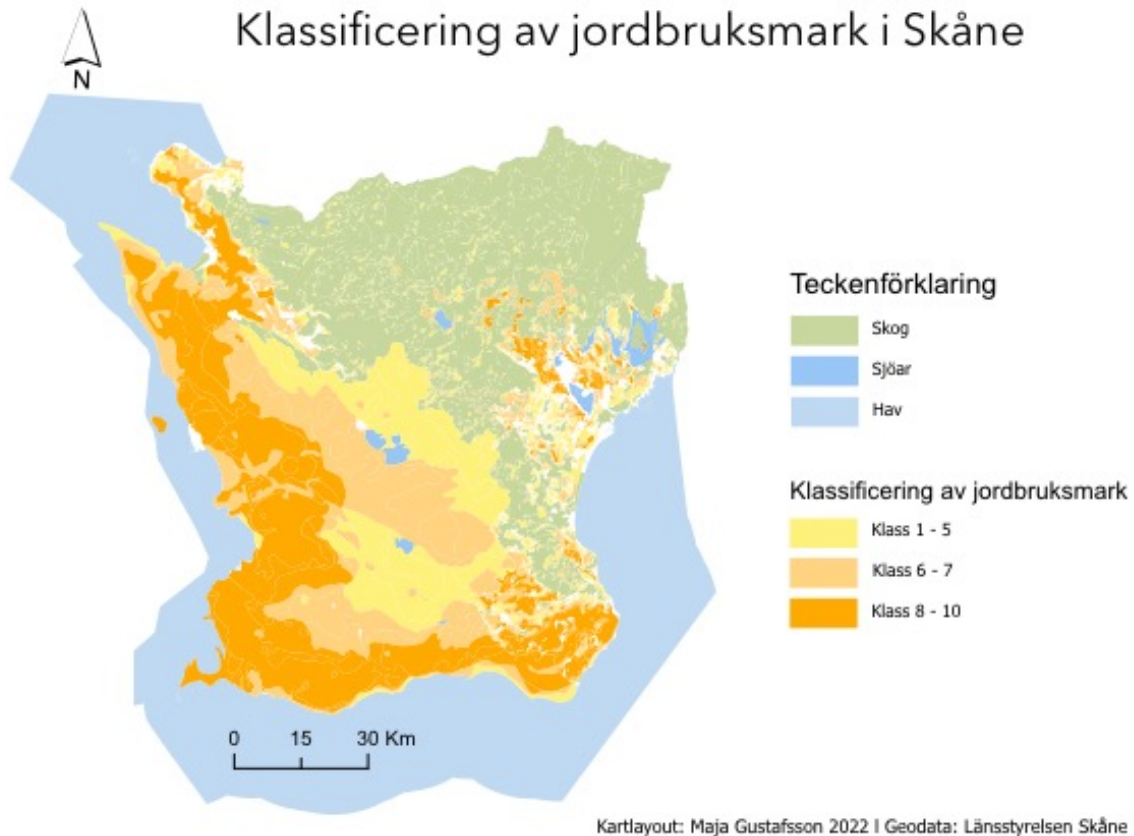 Klassificering av jordbruksmark i Skåne
N
Teckenförklaring
Skog
Sjöar
Hav
Klassificering av jordbruksmark
Klass 1 - 5
Klass 6 - 7
Klass 8 - 10
0 15 30 Km
Kartlayout: Maja Gustafsson 2022 I Geodata: Länsstyrelsen Skåne